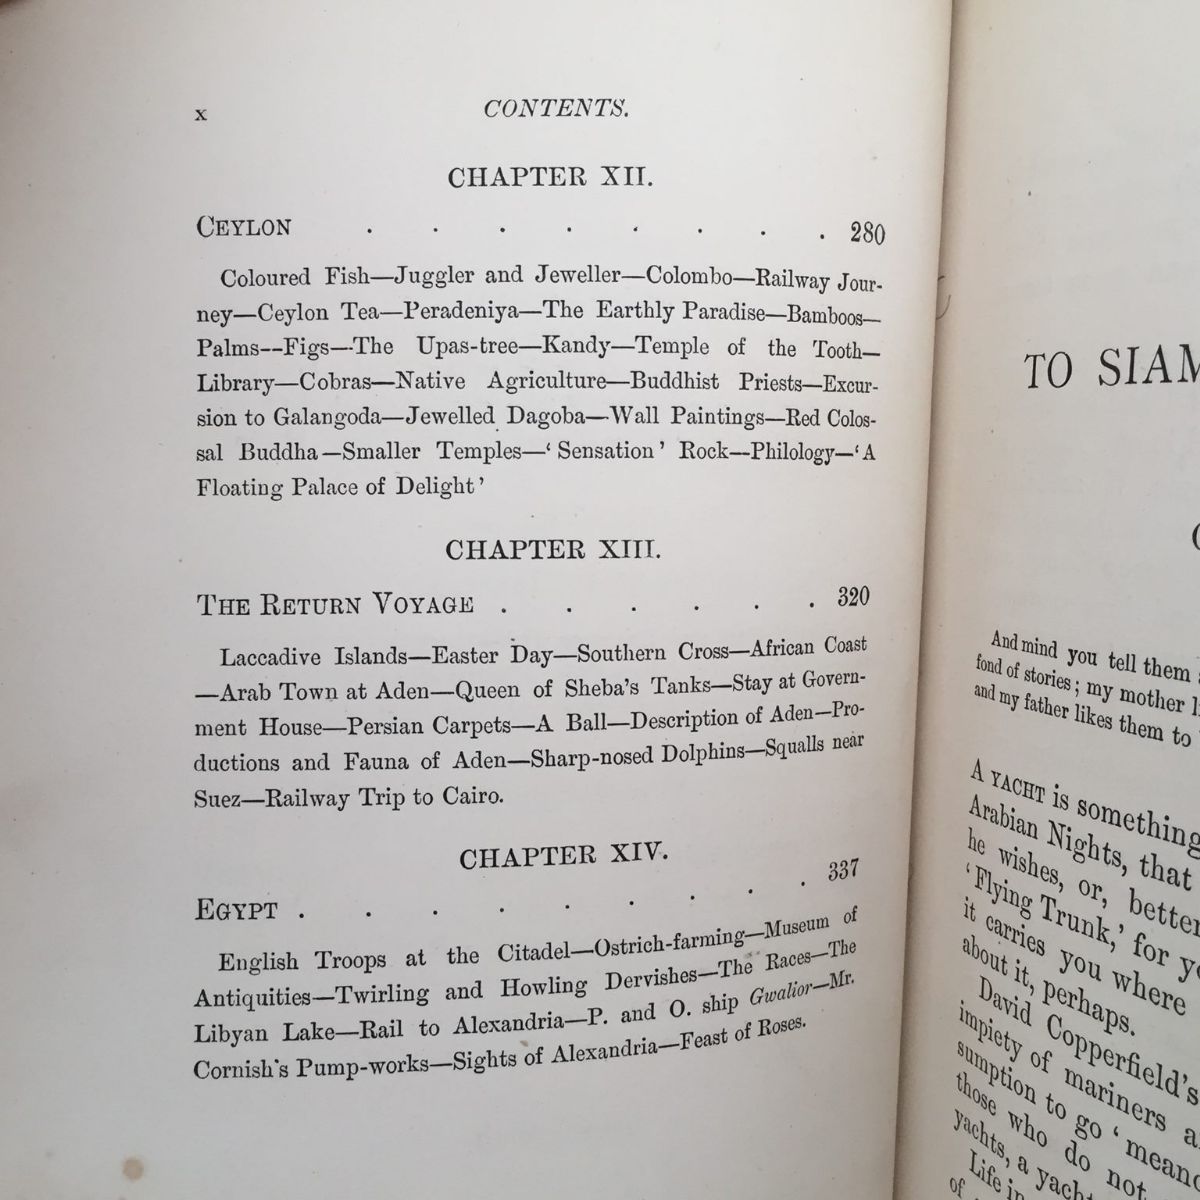 x CONTENTS.
CHAPTER XII.
CEYLON . . . . . . . . 280
Coloured Fish—Juggler and Jeweller—Colombo—Railway Jour-
ney—Ceylon Tea—Peradeniya—The Earthly Paradise—Bamboos—
Palms--Figs—The Upas-tree—Kandy—Temple of the Tooth—
Library—Cobras—Native Agriculture—Buddhist Priests—Excur-
sion to Galangoda—Jewelled Dagoba—Wall Paintings—Red Colos-
sal Buddha—Smaller Temples—‘Sensation’ Rock—Philology—‘A
Floating Palace of Delight’
CHAPTER XIII.
THE RETURN VOYAGE . . . . . . 320
Laccadive Islands—Easter Day—Southern Cross—African Coast
—Arab Town at Aden—Queen of Sheba's Tanks—Stay at Govern-
ment House—Persian Carpets—A Ball—Description of Aden—Pro-
ductions and Fauna of Aden—Sharp-nosed Dolphins—Squalls near
Suez—Railway Trip to Cairo.
CHAPTER XIV.
EGYPT . . . . . . . . . 337
English Troops at the Citadel—Ostrich-farming—Museum of
Antiquities—Twirling and Howling Dervishes—The Races—The
Libyan Lake—Rail to Alexandria—P. and O. ship Gwalior—Mr.
Cornish's Pump-works—Sights of Alexandria—Feast of Roses.
TO SIAM
And mind you tell them
fond of stories; my mother
and my father likes them to
A YACHT is something
Arabian Nights, that
he wishes, or, better
‘Flying Trunk,’ for
it carries you where
about it, perhaps.
David Copperfield's
impiety of mariners
sumption to go ‘
those who do not
yachts, a
Life in
of